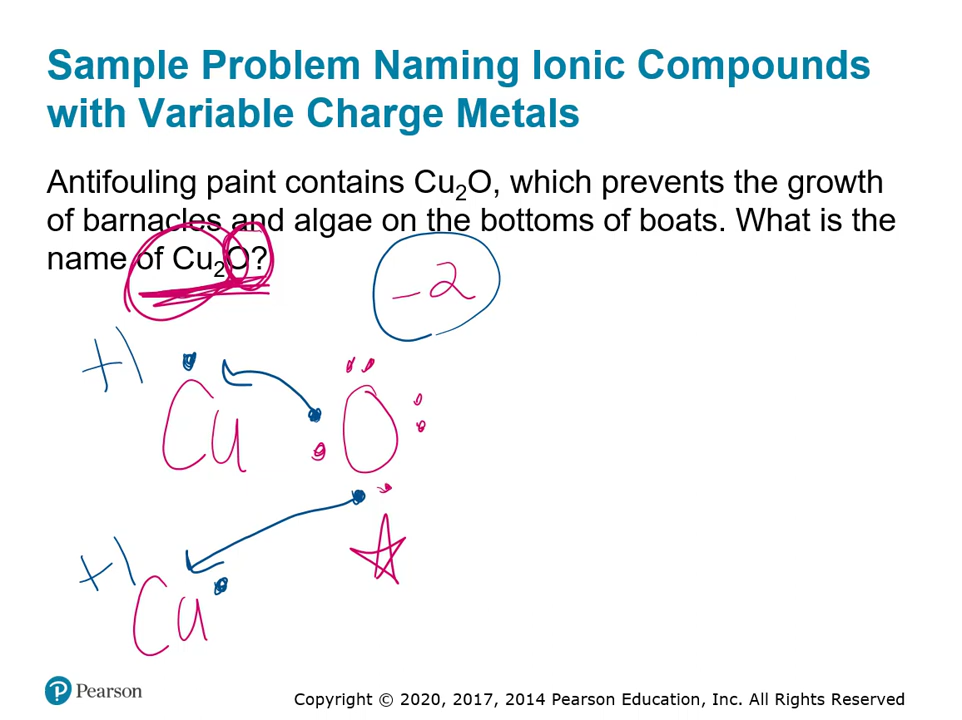 Sample Problem Naming Ionic Compounds
with Variable Charge Metals
Antifouling paint contains Cu₂O, which prevents the growth
of barnacles and algae on the bottoms of boats. What is the
name of Cu₂O?
-2
+1
Cu O
+1
Cu
P Pearson
Copyright © 2020, 2017, 2014 Pearson Education, Inc. All Rights Reserved